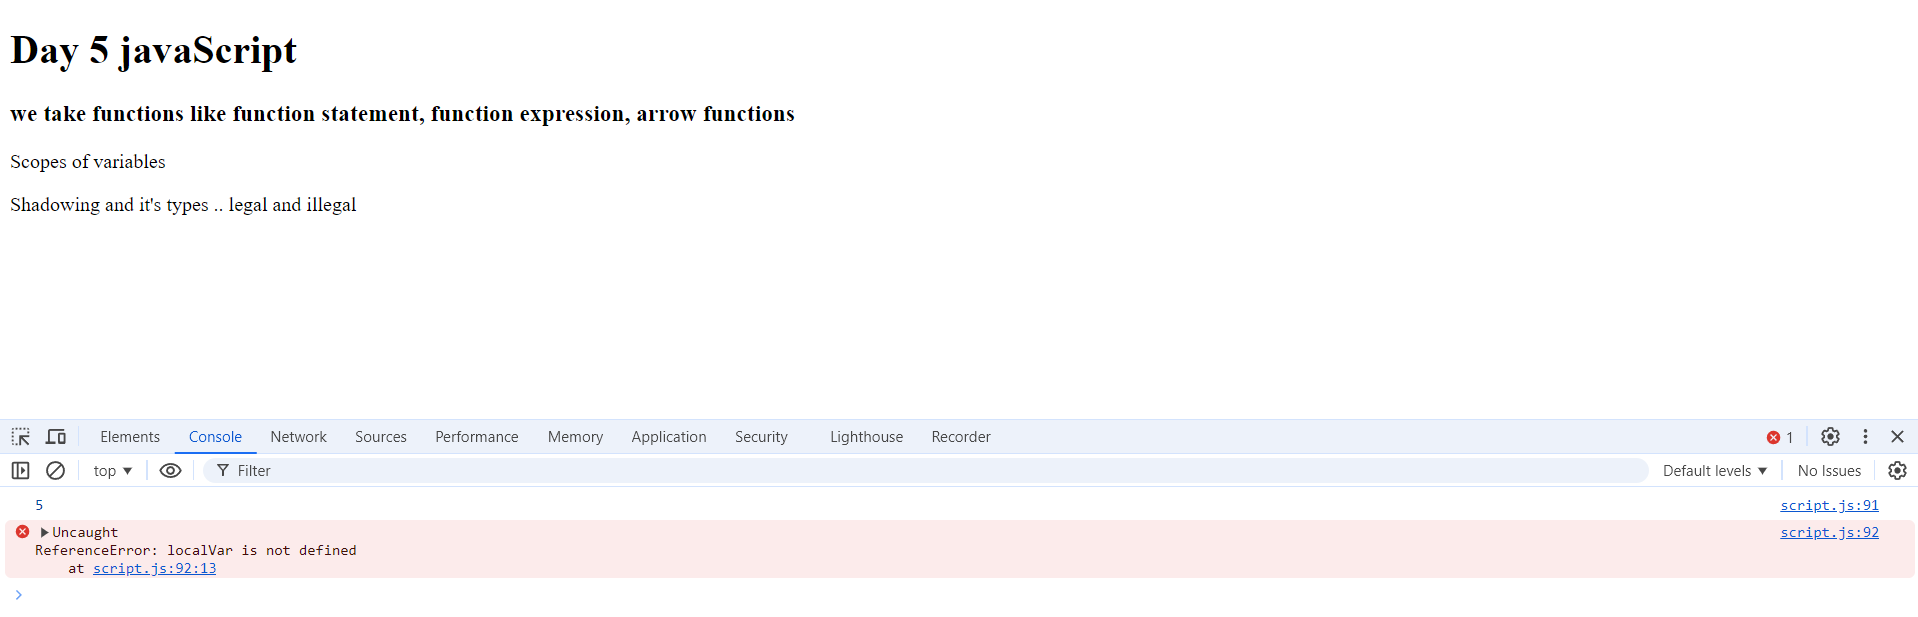 Day 5 javaScript
we take functions like function statement, function expression, arrow functions
Scopes of variables
Shadowing and it's types .. legal and illegal
Elements Console Network Sources Performance Memory Application Security Lighthouse Recorder 1
top Filter Default levels No Issues
5 script.js:91
Uncaught script.js:92
ReferenceError: localVar is not defined
at script.js:92:13